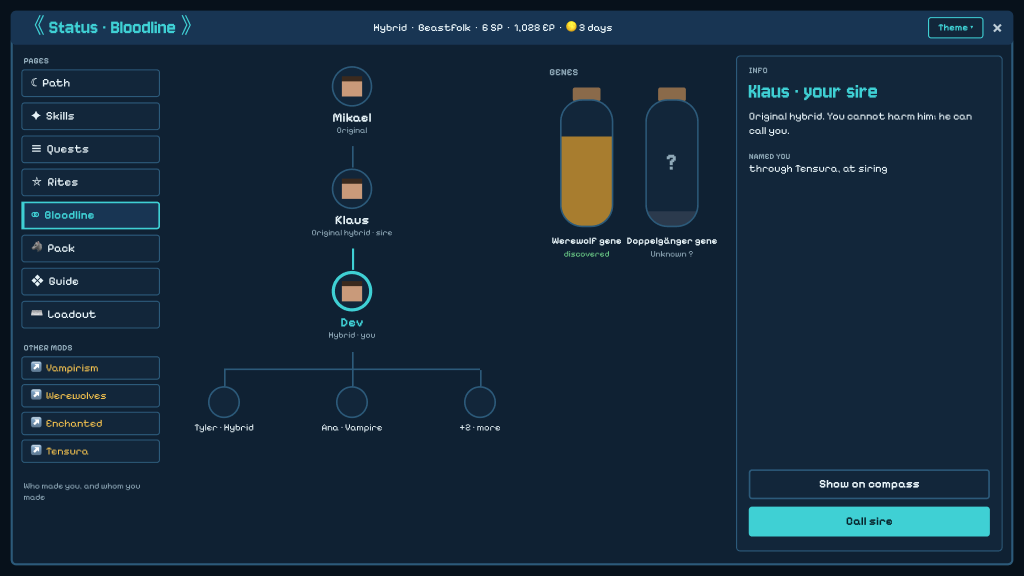 《 Status · Bloodline 》
Hybrid · Beastfolk · 6 SP · 1,028 EP · 3 days
Theme
×
PAGES
Path
Skills
Quests
Rites
Bloodline
Pack
Guide
Loadout
OTHER MODS
Vampirism
Werewolves
Enchanted
Tensura
Who made you, and whom you
made
Mikael
Original
Klaus
Original hybrid · sire
Dev
Hybrid · you
Tyler · Hybrid
Ana · Vampire
+2 · more
GENES
?
Werewolf gene
discovered
Doppelgänger gene
Unknown ?
INFO
Klaus · your sire
Original hybrid. You cannot harm him; he can
call you.
NAMED YOU
through Tensura, at siring
Show on compass
Call sire